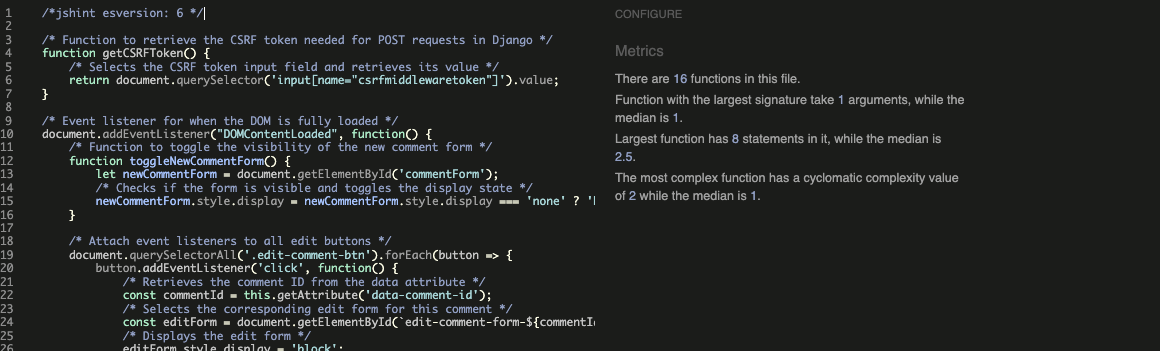 1 /*jshint esversion: 6 */
2
3 /* Function to retrieve the CSRF token needed for POST requests in Django */
4 function getCSRFToken() {
5 /* Selects the CSRF token input field and retrieves its value */
6 return document.querySelector('input[name="csrfmiddlewaretoken"]').value;
7 }
8
9 /* Event listener for when the DOM is fully loaded */
10 document.addEventListener("DOMContentLoaded", function() {
11 /* Function to toggle the visibility of the new comment form */
12 function toggleNewCommentForm() {
13 let newCommentForm = document.getElementById('commentForm');
14 /* Checks if the form is visible and toggles the display state */
15 newCommentForm.style.display = newCommentForm.style.display === 'none' ? '
16 }
17
18 /* Attach event listeners to all edit buttons */
19 document.querySelectorAll('.edit-comment-btn').forEach(button => {
20 button.addEventListener('click', function() {
21 /* Retrieves the comment ID from the data attribute */
22 const commentId = this.getAttribute('data-comment-id');
23 /* Selects the corresponding edit form for this comment */
24 const editForm = document.getElementById(`edit-comment-form-${commentI
25 /* Displays the edit form */
26 editForm.style.display = 'block';
CONFIGURE
Metrics
There are 16 functions in this file.
Function with the largest signature take 1 arguments, while the
median is 1.
Largest function has 8 statements in it, while the median is
2.5.
The most complex function has a cyclomatic complexity value
of 2 while the median is 1.